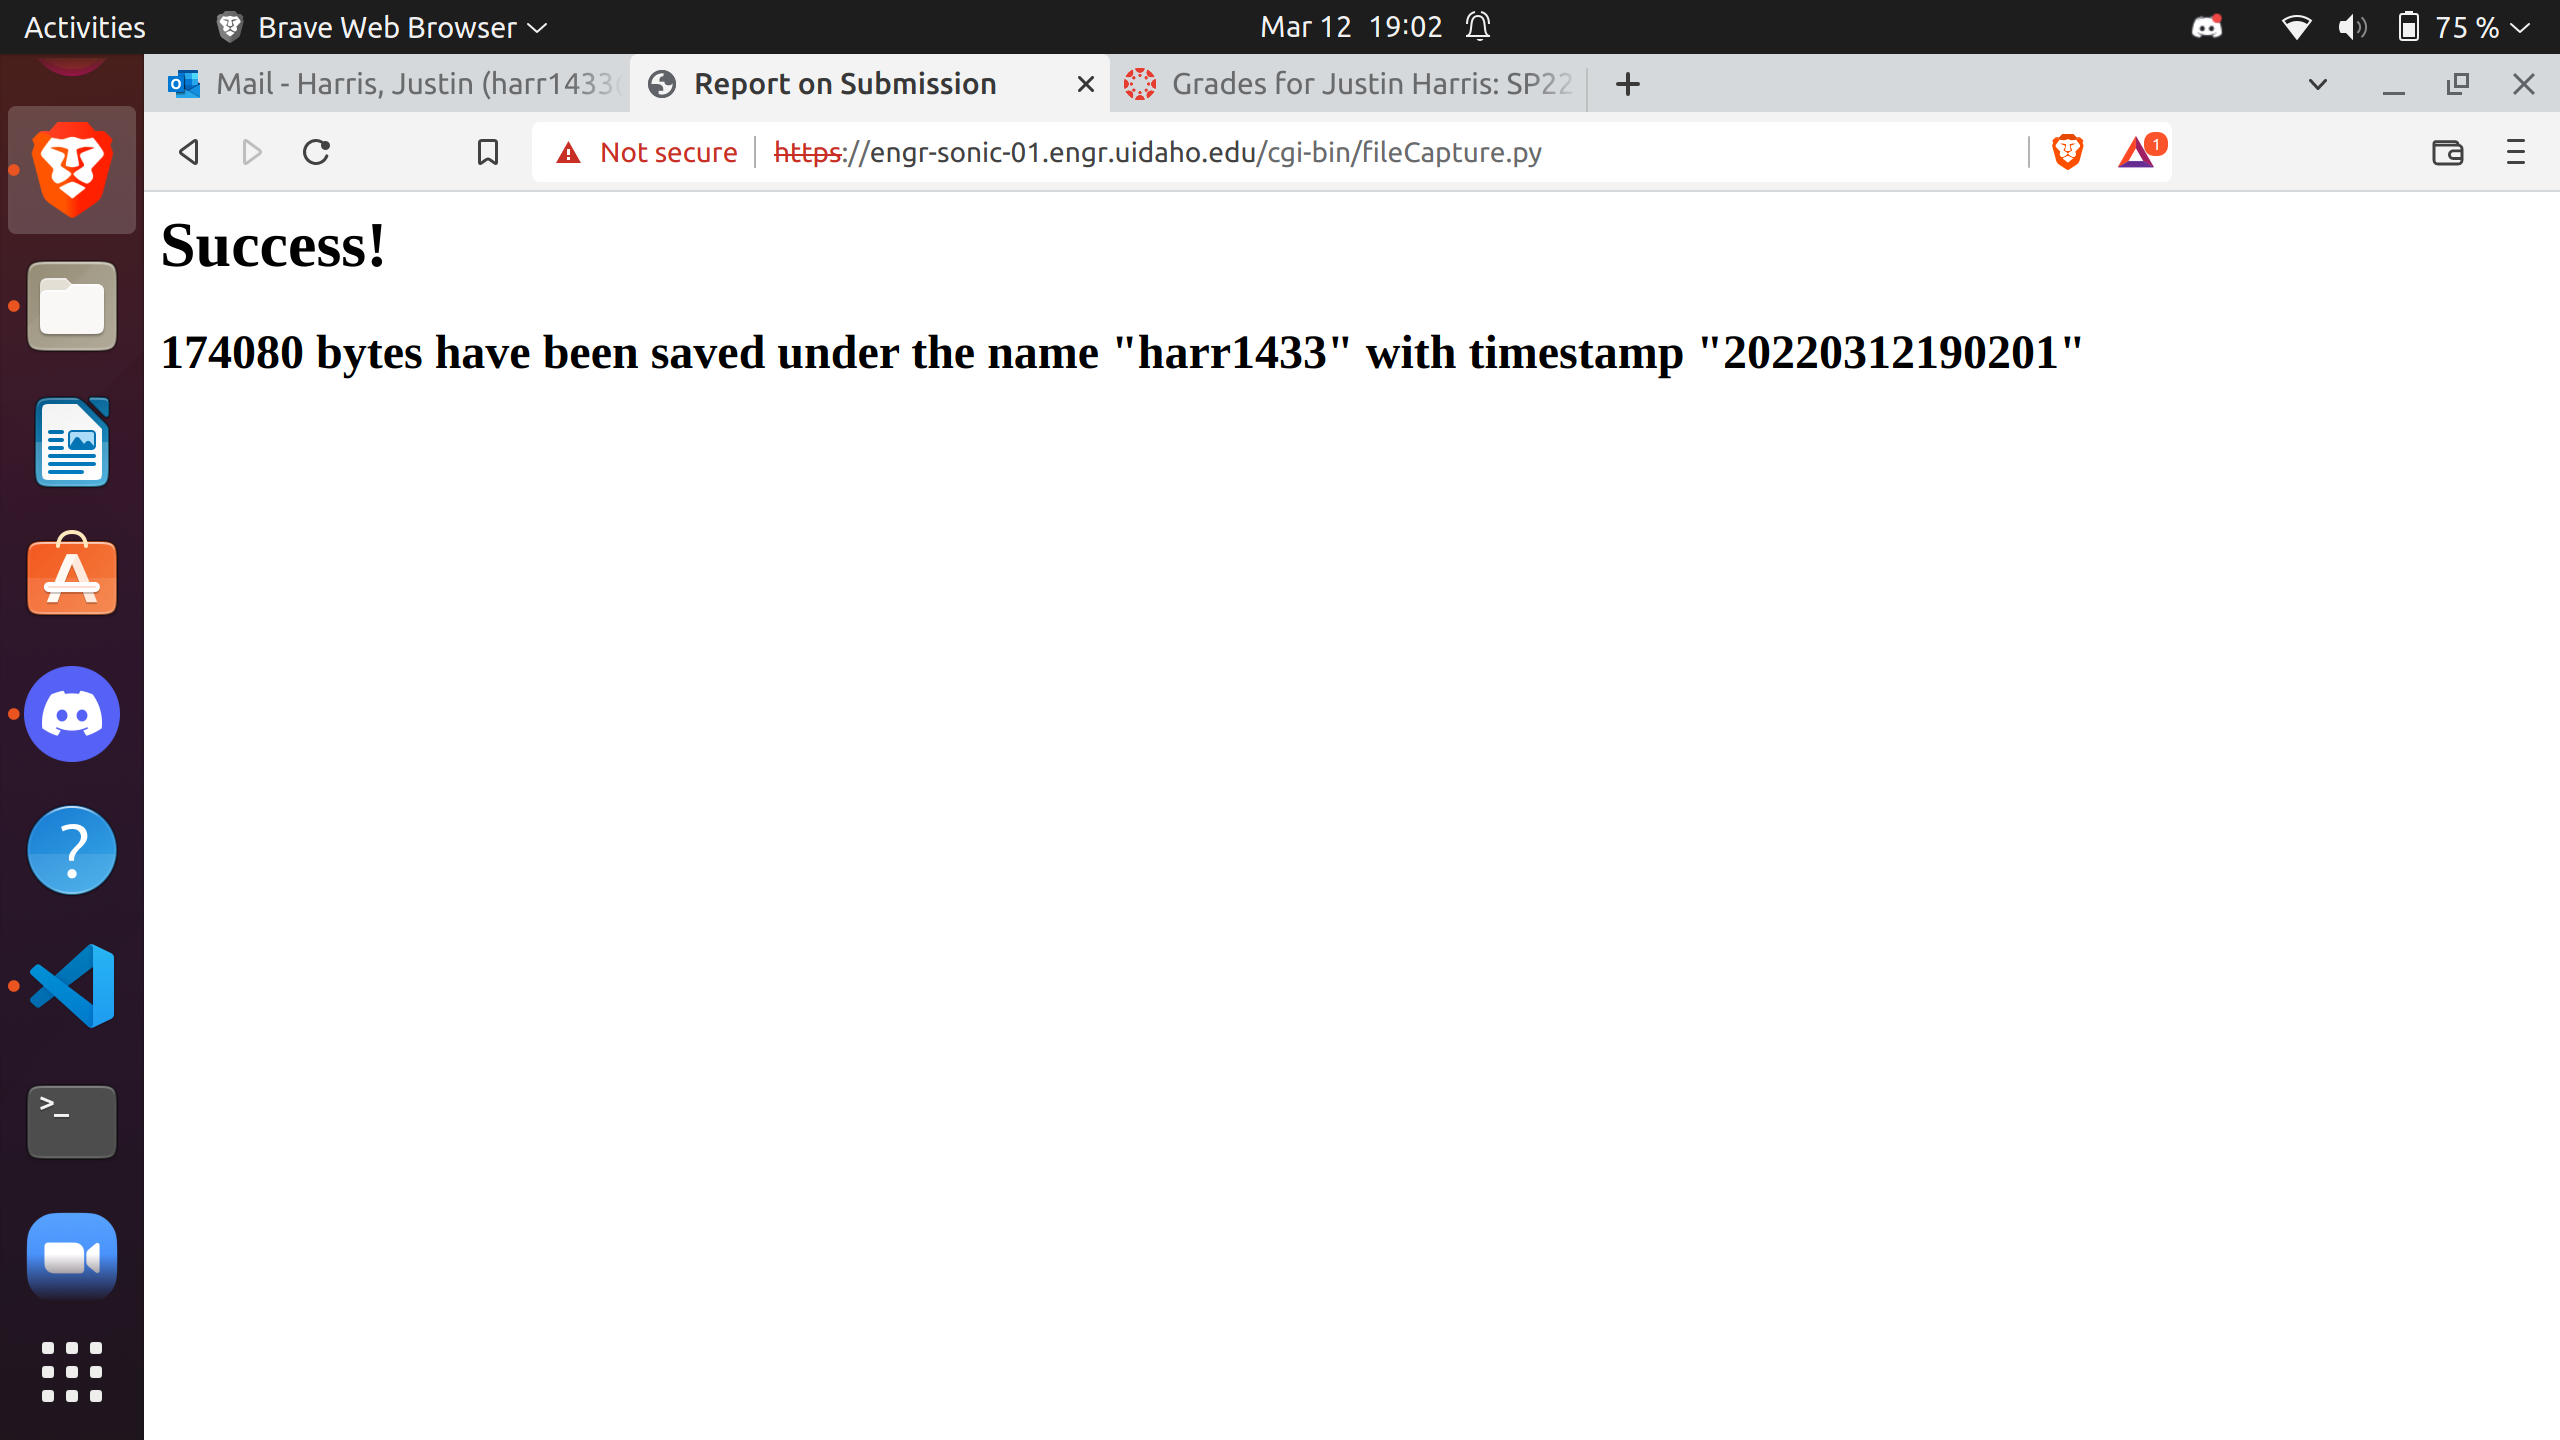 Activities
Brave Web Browser
Mar 12 19:02
75 %
Mail - Harris, Justin (harr1433
Report on Submission
Grades for Justin Harris: SP22
Not secure
https://engr-sonic-01.engr.uidaho.edu/cgi-bin/fileCapture.py
1
Success!
174080 bytes have been saved under the name "harr1433" with timestamp "20220312190201"
>_